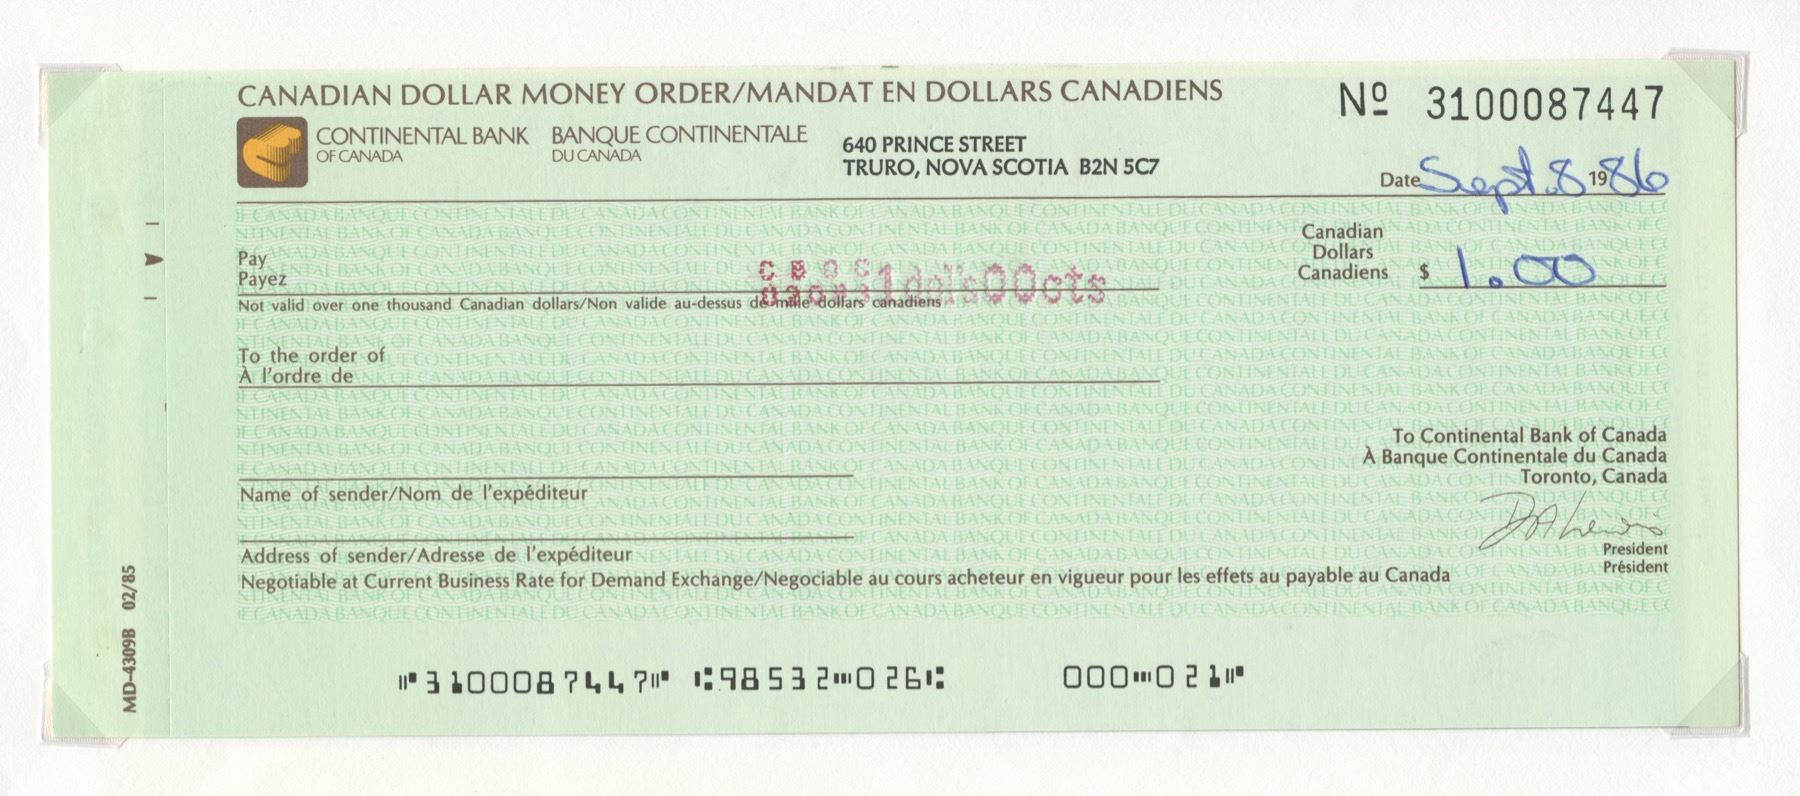 CANADIAN DOLLAR MONEY ORDER/MANDAT EN DOLLARS CANADIENS
Nº 3100087447
CONTINENTAL BANK OF CANADA
BANQUE CONTINENTALE DU CANADA
640 PRINCE STREET
TRURO, NOVA SCOTIA B2N 5C7
Date Sept. 8 1986
Pay
Payez
1dol's00cts
Canadian
Dollars
Canadiens $ 1.00
Not valid over one thousand Canadian dollars/Non valide au-dessus de mille dollars canadiens
To the order of
À l'ordre de
To Continental Bank of Canada
À Banque Continentale du Canada
Toronto, Canada
Name of sender/Nom de l'expéditeur
President
Président
Address of sender/Adresse de l'expéditeur
Negotiable at Current Business Rate for Demand Exchange/Negociable au cours acheteur en vigueur pour les effets au payable au Canada
MD-4309B 02/85
⑈3100087447⑈ ⑆98532⑉026⑆ 000⑉021⑈